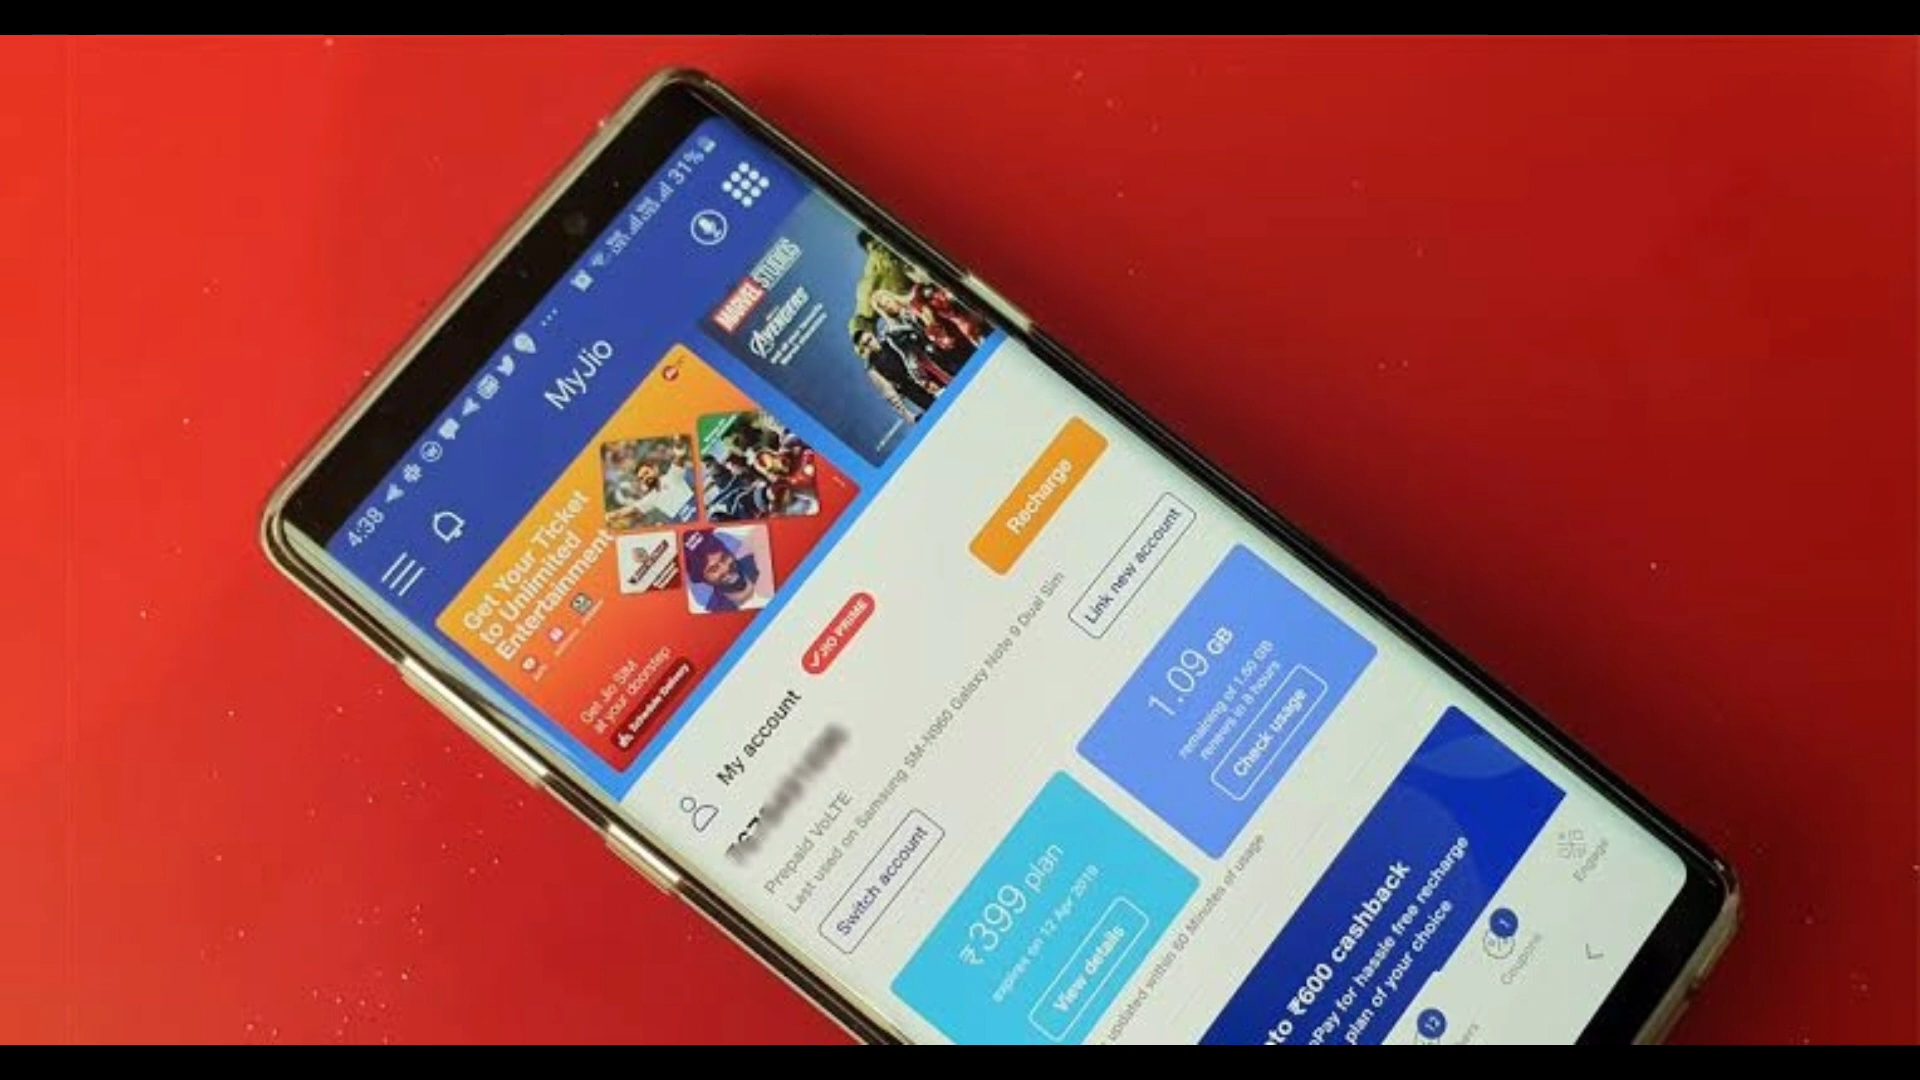 4:38
31%
MyJio
Get Your Ticket
to Unlimited
Entertainment
Get Jio SIM
at your doorstep
Schedule Delivery
MARVEL STUDIOS
AVENGERS
My account
JIO PRIME
Recharge
Prepaid VoLTE
Last used on Samsung SM-N960 Galaxy Note 9 Dual Sim
Switch account
Link new account
₹399 plan
expires on 12 Apr 2019
View details
1.09 GB
remaining of 1.50 GB
renews in 8 hours
Check usage
updated within 60 Minutes of usage
₹600 cashback
Pay for hassle free recharge
plan of your choice
12
1
Coupons
Engage